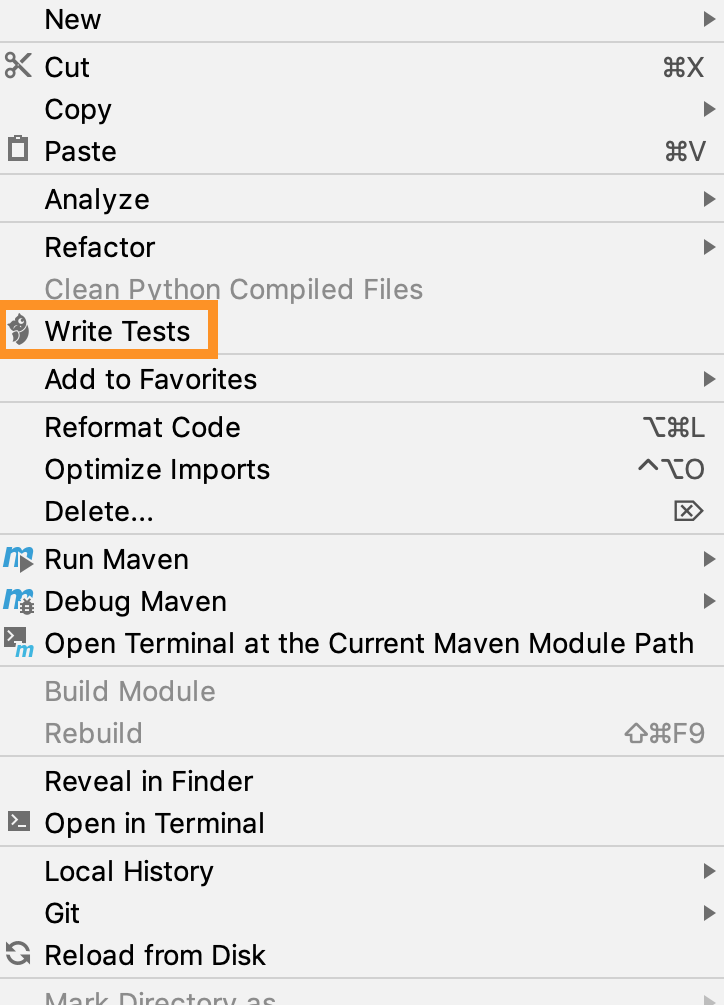 New
Cut ⌘X
Copy
Paste ⌘V
Analyze
Refactor
Clean Python Compiled Files
Write Tests
Add to Favorites
Reformat Code ⌥⌘L
Optimize Imports ^⌥O
Delete... ⌦
Run Maven
Debug Maven
Open Terminal at the Current Maven Module Path
Build Module
Rebuild ⇧⌘F9
Reveal in Finder
Open in Terminal
Local History
Git
Reload from Disk
Mark Directory as